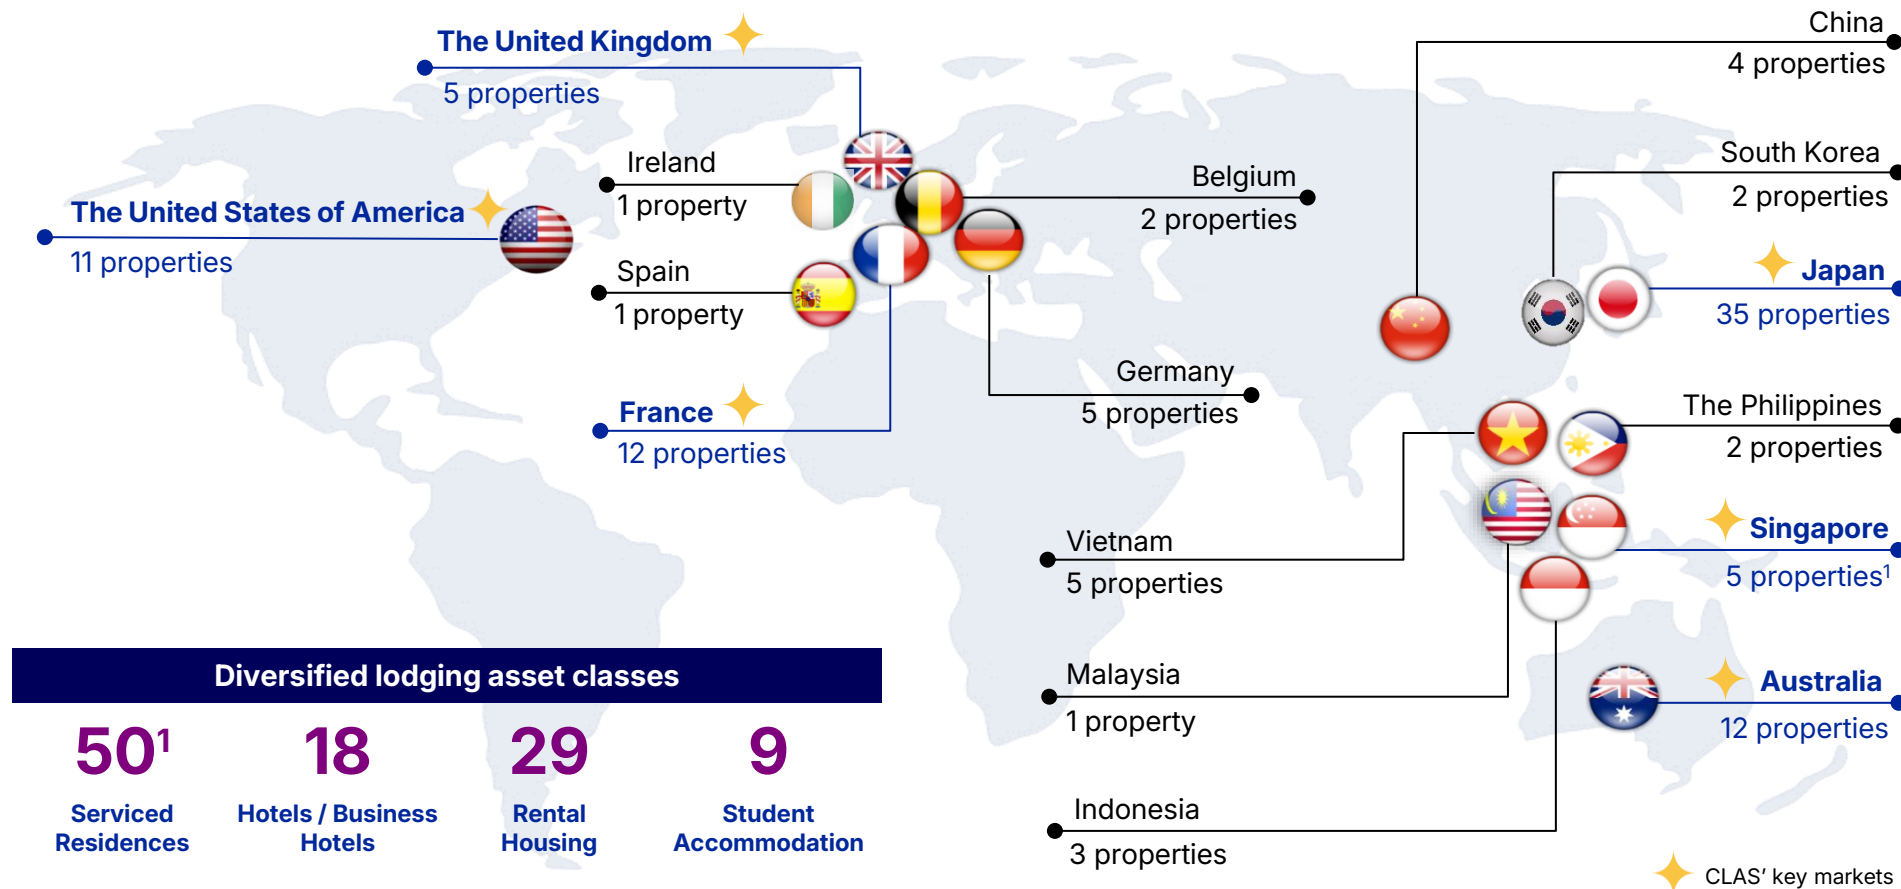 The United Kingdom
5 properties
China
4 properties
Ireland
1 property
Belgium
2 properties
South Korea
2 properties
The United States of America
11 properties
Spain
1 property
Japan
35 properties
Germany
5 properties
France
12 properties
The Philippines
2 properties
Vietnam
5 properties
Singapore
5 properties¹
Malaysia
1 property
Australia
12 properties
Indonesia
3 properties
Diversified lodging asset classes
50¹
Serviced
Residences
18
Hotels / Business
Hotels
29
Rental
Housing
9
Student
Accommodation
CLAS’ key markets